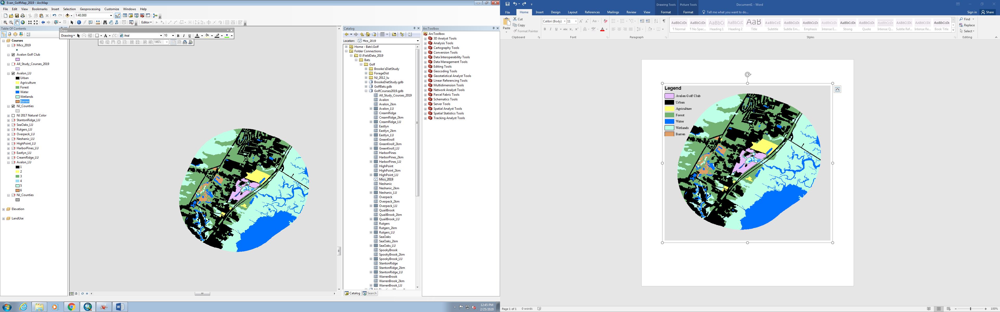 Evan_GolfMap_2019 - ArcMap
File Edit View Bookmarks Insert Selection Geoprocessing Customize Windows Help
1:40,000
Editor
Table Of Contents
Draw
Drawing
Arial
10
B I U A
146%
Courses
Mics_2019
Avalon Golf Club
All_Study_Courses_2019
Avalon_LU
Urban
Agriculture
Forest
Water
Wetlands
Barren
NJ_Counties
NJ 2017 Natural Color
StantonRidge_LU
SeaOaks_LU
Rutgers_LU
Overpeck_LU
Neshanic_LU
HighPoint_LU
HarborPines_LU
Eastlyn_LU
CreamRidge_LU
Avalon_LU
1
2
3
4
5
6
NJ_Counties
Elevation
LandUse
Catalog
Location: Mics_2019
Home - Bats\Golf
Folder Connections
E:\FieldData_2019
Bats
Golf
Brooke'sDietStudy
ForageDist
NJ_2012_lu
BrookeDietStudy.gdb
GolfBats.gdb
GolfCourses2019.gdb
All_Study_Courses_2019
Avalon
Avalon_2km
Avalon_LU
CreamRidge
CreamRidge_2km
CreamRidge_LU
Eastlyn
Eastlyn_2km
Eastlyn_LU
GreenKnoll
GreenKnoll_2km
GreenKnoll_LU
HarborPines
HarborPines_2km
HarborPines_LU
HighPoint
HighPoint_2km
HighPoint_LU
Mics_2019
Neshanic
Neshanic_2km
Neshanic_LU
Overpeck
Overpeck_2km
Overpeck_LU
QuailBrook
QuailBrook_2km
QuailBrook_LU
Rutgers
Rutgers_2km
Rutgers_LU
SeaOaks
SeaOaks_2km
SeaOaks_LU
SpookyBrook
SpookyBrook_2km
SpookyBrook_LU
StantonRidge
StantonRidge_2km
StantonRidge_LU
WarrenBrook
WarrenBrook_2km
WarrenBrook_LU
Catalog Search
ArcToolbox
ArcToolbox
3D Analyst Tools
Analysis Tools
Cartography Tools
Conversion Tools
Data Interoperability Tools
Data Management Tools
Editing Tools
Geocoding Tools
Geostatistical Analyst Tools
Linear Referencing Tools
Multidimension Tools
Network Analyst Tools
Parcel Fabric Tools
Schematics Tools
Server Tools
Spatial Analyst Tools
Spatial Statistics Tools
Tracking Analyst Tools
12:45 PM
2/25/2020
Drawing Tools Picture Tools Document1 - Word
File Home Insert Design Layout References Mailings Review View Format Format Tell me what you want to do... Sign in Share
Paste
Cut
Copy
Format Painter
Clipboard
Calibri (Body) 11
B I U abc X₂ X² A
Font
Paragraph
AaBbCcDc AaBbCcDc AaBbCc AaBbCcC AaB AaBbCcC AaBbCcDc AaBbCcDc AaBbCcDc AaBbCcDc AaBbCcDc AaBbCcDc AaBbCcDc AaBbCcDc AaBbCcDc
¶ Normal ¶ No Spac... Heading 1 Heading 2 Title Subtitle Subtle Em... Emphasis Intense E... Strong Quote Intense Q... Subtle Ref... Intense Re... Book Title
Styles
Find
Replace
Select
Editing
Legend
Avalon Golf Club
Urban
Agriculture
Forest
Water
Wetlands
Barren
Page 1 of 1 0 words
100%